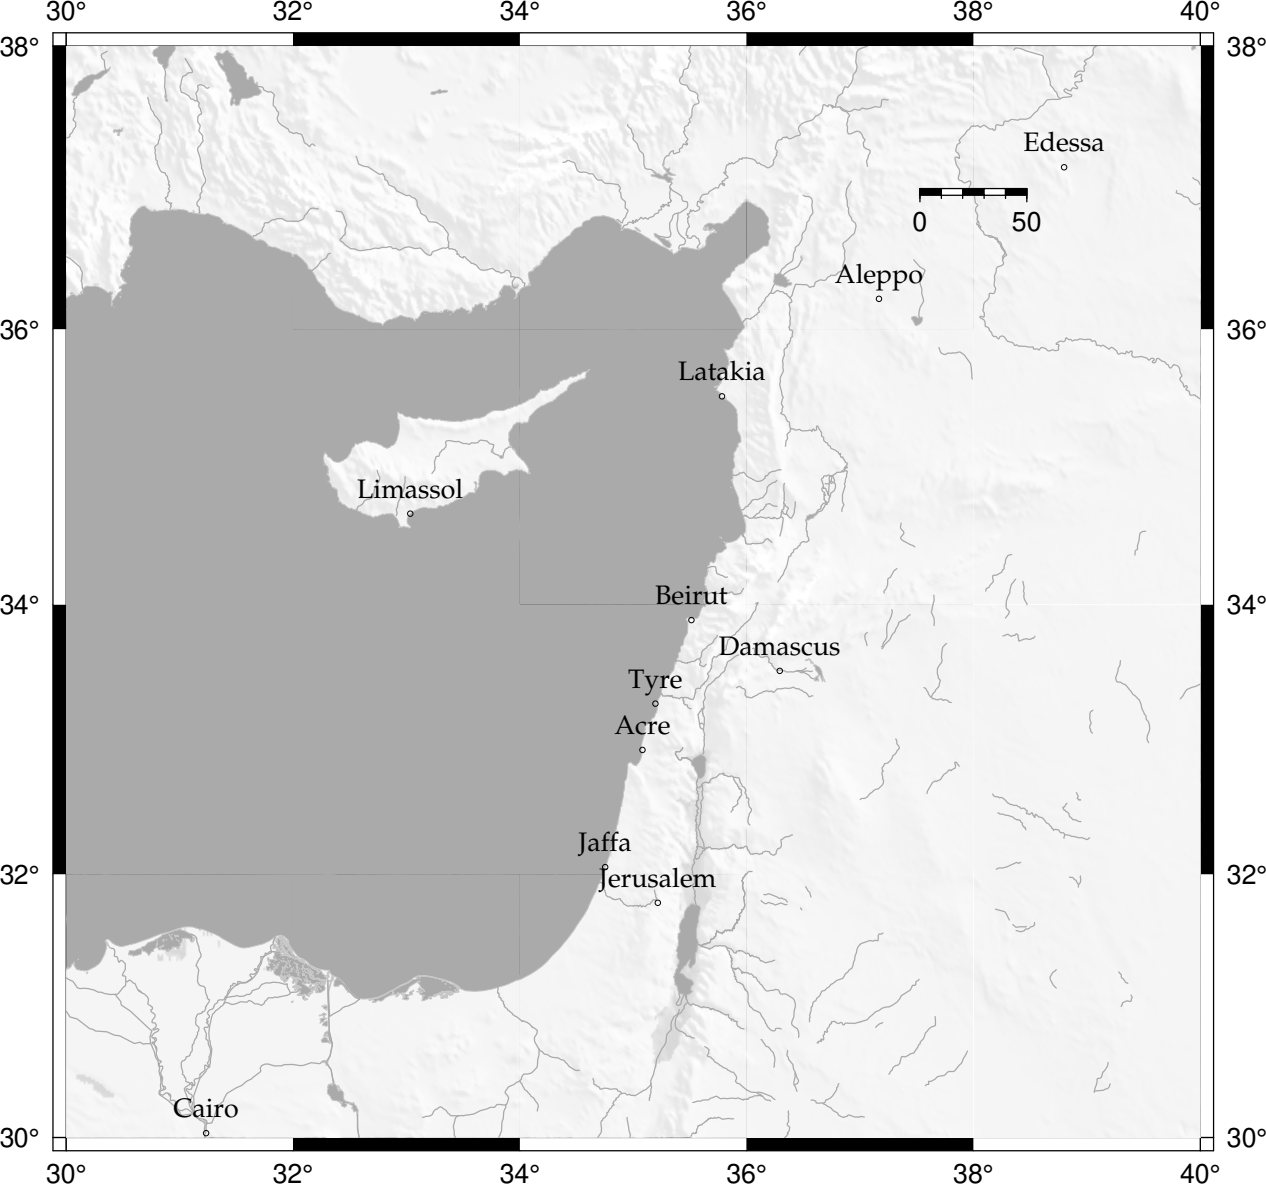 30° 32° 34° 36° 38° 40°
38° 38°
Edessa
0 50
Aleppo
36° 36°
Latakia
Limassol
34° 34°
Beirut
Damascus
Tyre
Acre
Jaffa
32° 32°
Jerusalem
Cairo
30° 30°
30° 32° 34° 36° 38° 40°